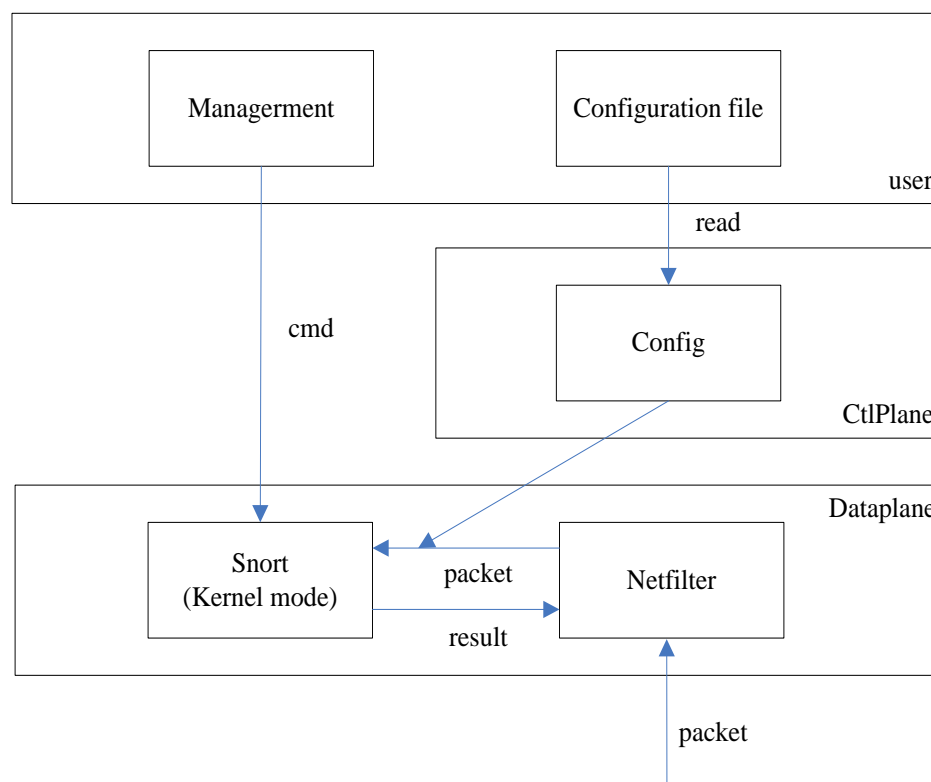 Managerment
Configuration file
user
read
cmd
Config
CtlPlane
Dataplane
Snort
(Kernel mode)
packet
result
Netfilter
packet